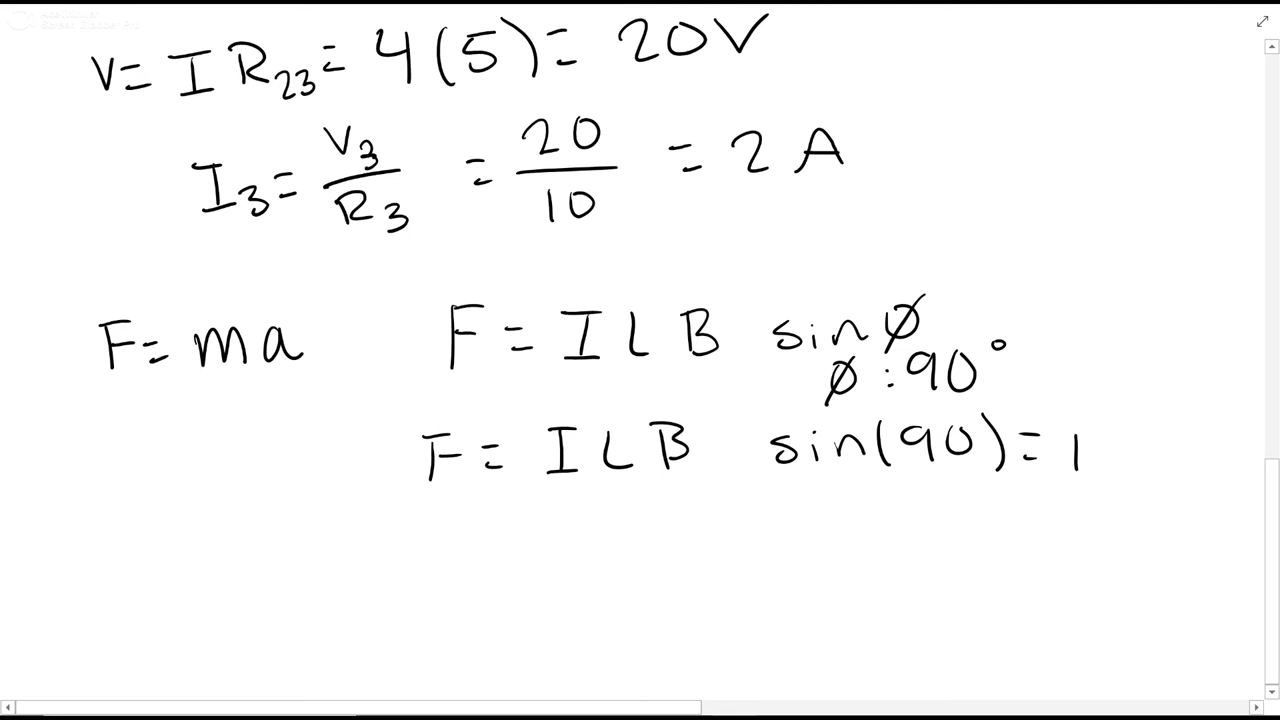 V = I R₂₃ = 4 (5) = 20V
I₃ = V₃ / R₃ = 20 / 10 = 2 A
F = ma F = I L B sin ø
ø : 90°
F = I L B sin(90) = 1